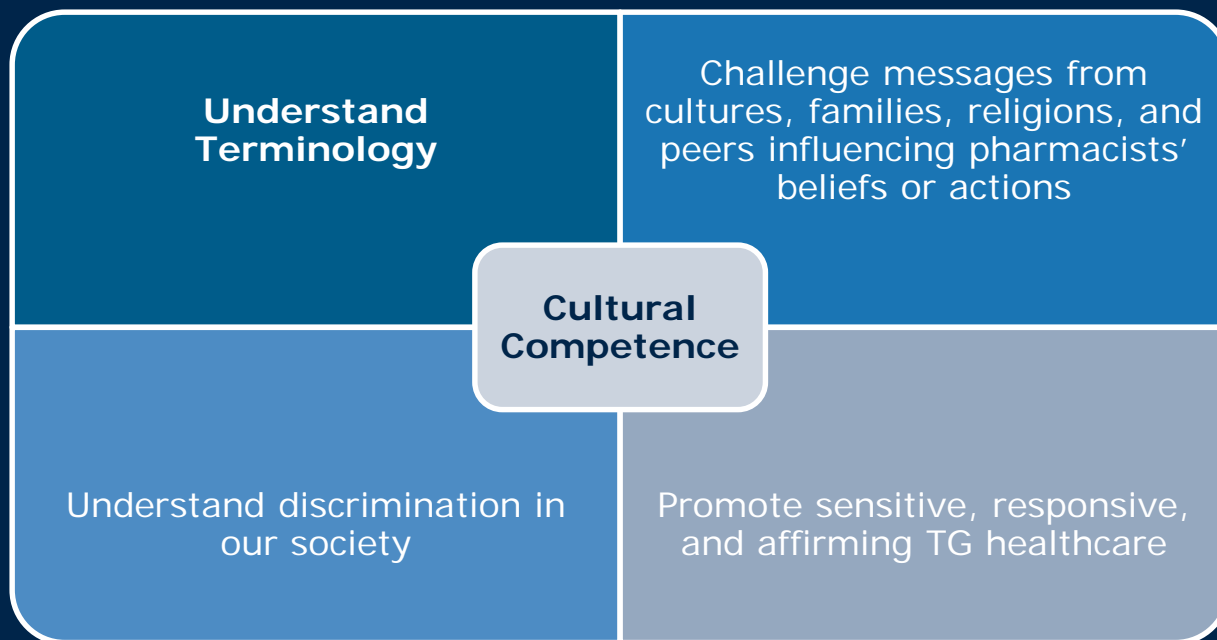 Understand
Terminology
Challenge messages from
cultures, families, religions, and
peers influencing pharmacists’
beliefs or actions
Cultural
Competence
Understand discrimination in
our society
Promote sensitive, responsive,
and affirming TG healthcare